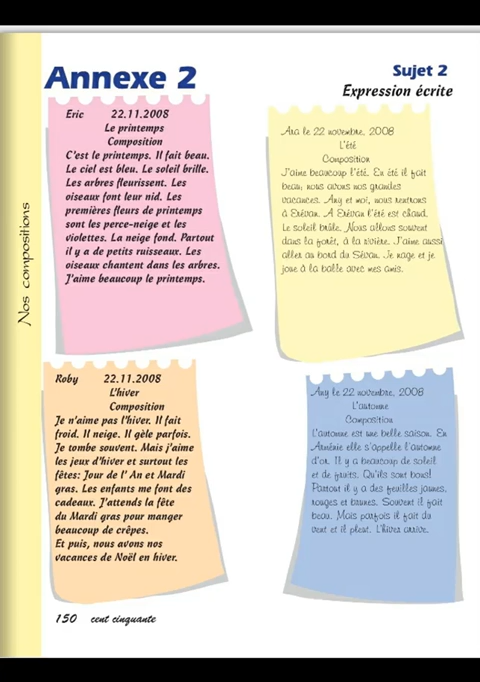 Annexe 2
Sujet 2
Expression écrite
Nos compositions
Eric 22.11.2008
Le printemps
Composition
C'est le printemps. Il fait beau.
Le ciel est bleu. Le soleil brille.
Les arbres fleurissent. Les
oiseaux font leur nid. Les
premières fleurs de printemps
sont les perce-neige et les
violettes. La neige fond. Partout
il y a de petits ruisseaux. Les
oiseaux chantent dans les arbres.
J'aime beaucoup le printemps.
Ara le 22 novembre, 2008
L'été
Composition
J'aime beaucoup l'été. En été il fait
beau, nous avons nos grandes
vacances. Any et moi, nous rentrons
à Erévan. A Erévan l'été est chaud.
Le soleil brûle. Nous allons souvent
dans la forêt, à la rivière. J'aime aussi
aller au bord du Sévan. Je nage et je
joue à la balle avec mes amis.
Roby 22.11.2008
L'hiver
Composition
Je n'aime pas l'hiver. Il fait
froid. Il neige. Il gèle parfois.
Je tombe souvent. Mais j'aime
les jeux d'hiver et surtout les
fêtes: Jour de l' An et Mardi
gras. Les enfants me font des
cadeaux. J'attends la fête
du Mardi gras pour manger
beaucoup de crêpes.
Et puis, nous avons nos
vacances de Noël en hiver.
Any le 22 novembre, 2008
L'automne
Composition
L'automne est une belle saison. En
Arménie elle s'appelle l'automne
d'or. Il y a beaucoup de soleil
et de fruits. Qu'ils sont bons!
Partout il y a des feuilles jaunes,
rouges et brunes. Souvent il fait
beau. Mais parfois il fait du
vent et il pleut. L'hiver arrive.
150 cent cinquante